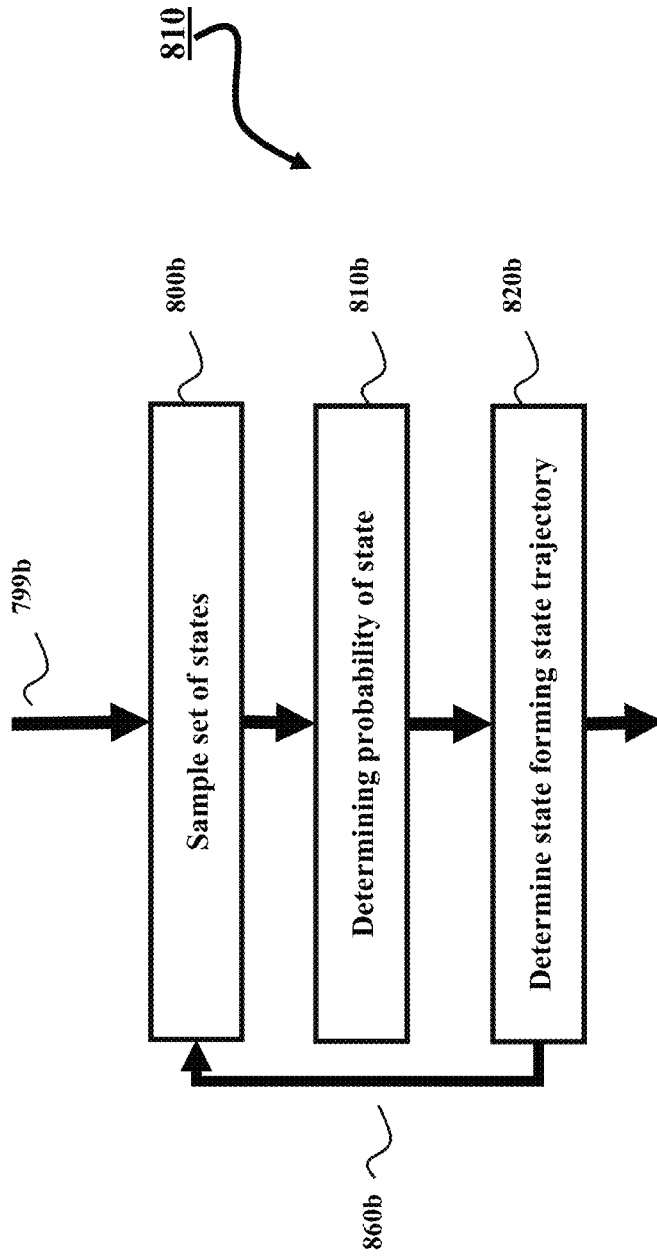 810
799b
Sample set of states
800b
Determining probability of state
810b
Determine state forming state trajectory
820b
860b